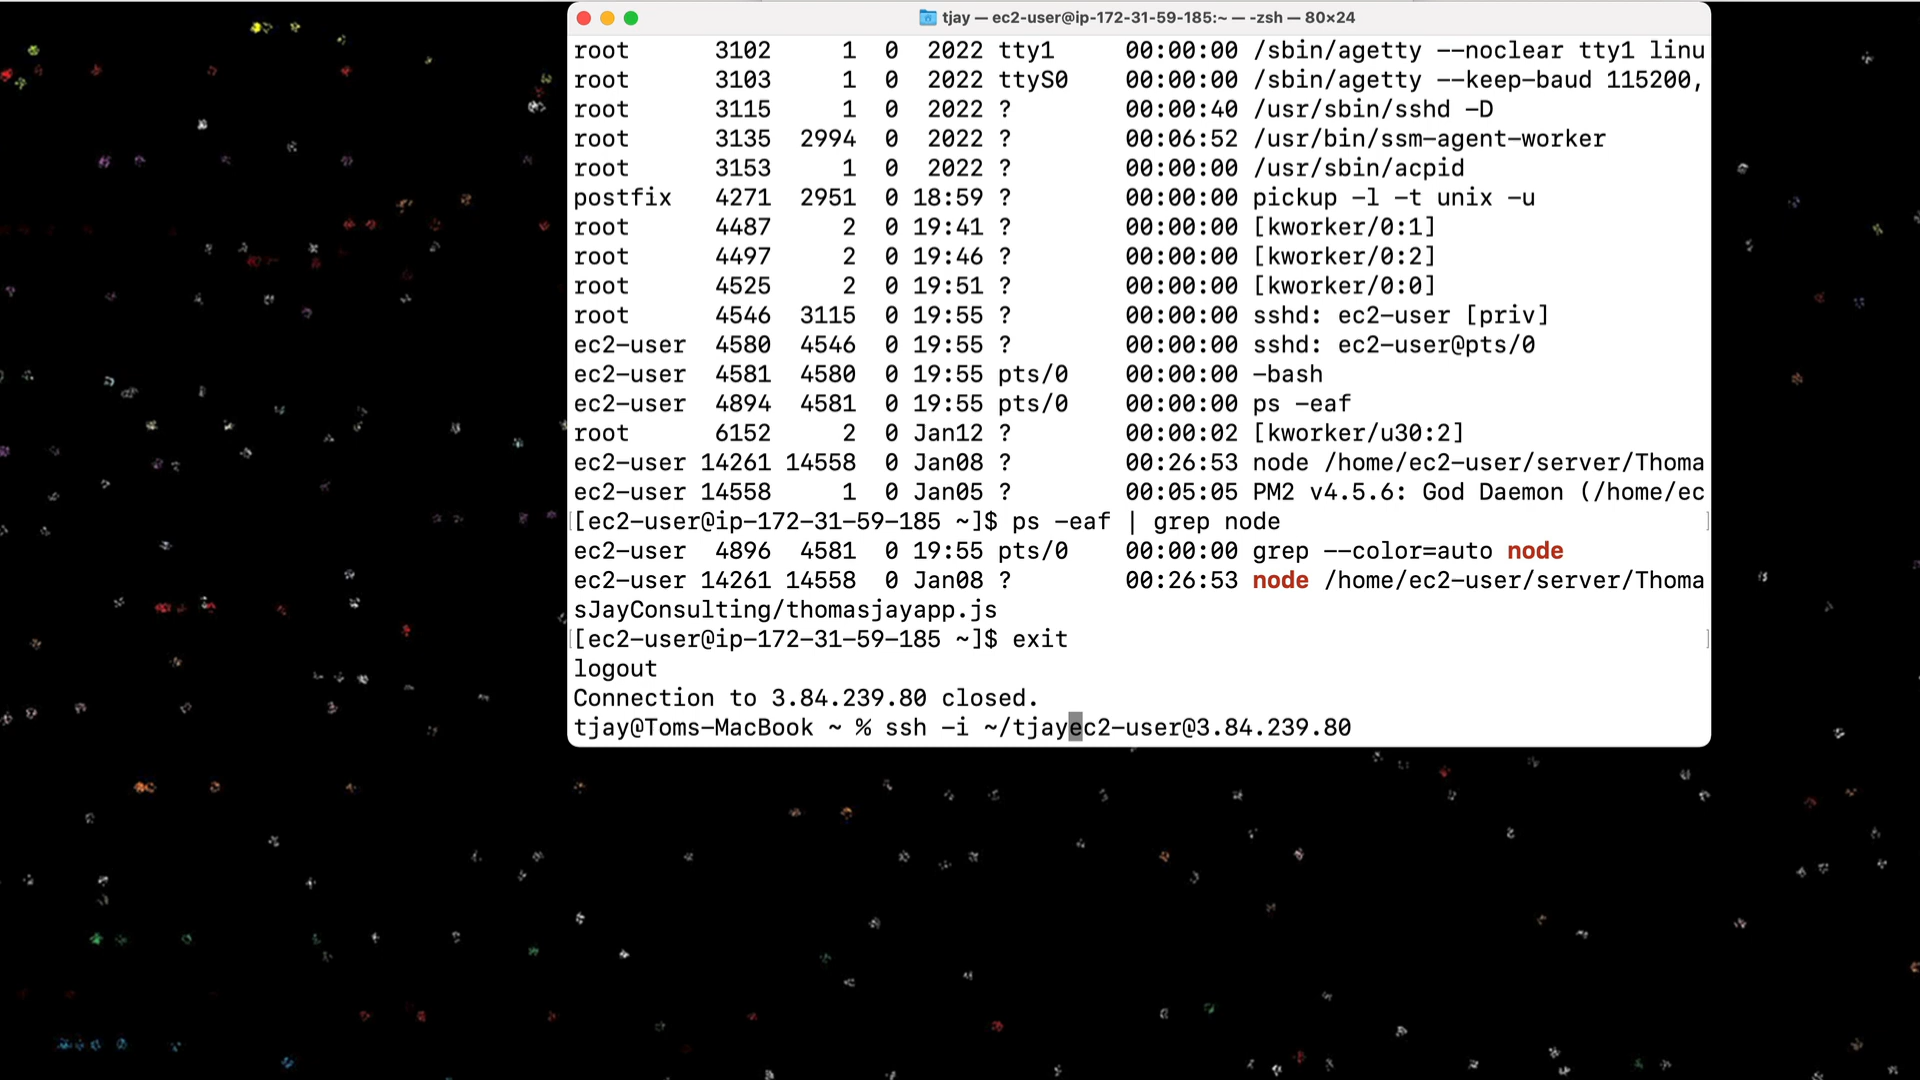 tjay — ec2-user@ip-172-31-59-185:~ — -zsh — 80×24
root 3102 1 0 2022 tty1 00:00:00 /sbin/agetty --noclear tty1 linu
root 3103 1 0 2022 ttyS0 00:00:00 /sbin/agetty --keep-baud 115200,
root 3115 1 0 2022 ? 00:00:40 /usr/sbin/sshd -D
root 3135 2994 0 2022 ? 00:06:52 /usr/bin/ssm-agent-worker
root 3153 1 0 2022 ? 00:00:00 /usr/sbin/acpid
postfix 4271 2951 0 18:59 ? 00:00:00 pickup -l -t unix -u
root 4487 2 0 19:41 ? 00:00:00 [kworker/0:1]
root 4497 2 0 19:46 ? 00:00:00 [kworker/0:2]
root 4525 2 0 19:51 ? 00:00:00 [kworker/0:0]
root 4546 3115 0 19:55 ? 00:00:00 sshd: ec2-user [priv]
ec2-user 4580 4546 0 19:55 ? 00:00:00 sshd: ec2-user@pts/0
ec2-user 4581 4580 0 19:55 pts/0 00:00:00 -bash
ec2-user 4894 4581 0 19:55 pts/0 00:00:00 ps -eaf
root 6152 2 0 Jan12 ? 00:00:02 [kworker/u30:2]
ec2-user 14261 14558 0 Jan08 ? 00:26:53 node /home/ec2-user/server/Thoma
ec2-user 14558 1 0 Jan05 ? 00:05:05 PM2 v4.5.6: God Daemon (/home/ec
[[ec2-user@ip-172-31-59-185 ~]$ ps -eaf | grep node ]
ec2-user 4896 4581 0 19:55 pts/0 00:00:00 grep --color=auto node
ec2-user 14261 14558 0 Jan08 ? 00:26:53 node /home/ec2-user/server/Thoma
sJayConsulting/thomasjayapp.js
[[ec2-user@ip-172-31-59-185 ~]$ exit ]
logout
Connection to 3.84.239.80 closed.
tjay@Toms-MacBook ~ % ssh -i ~/tjayec2-user@3.84.239.80